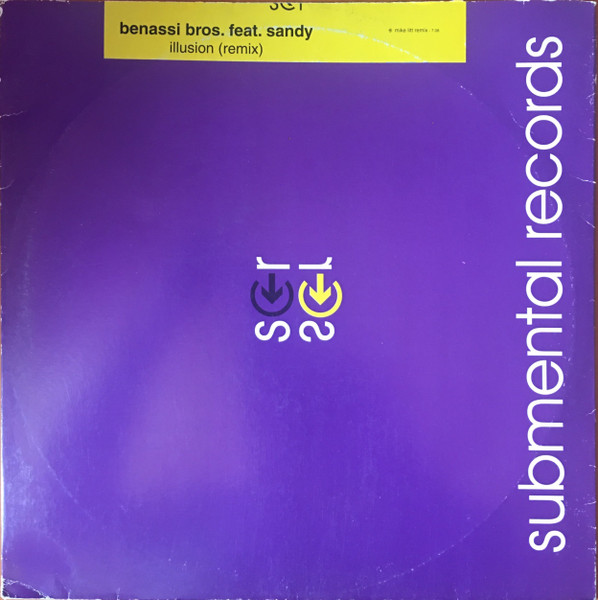 benassi bros. feat. sandy
illusion (remix)
submental records